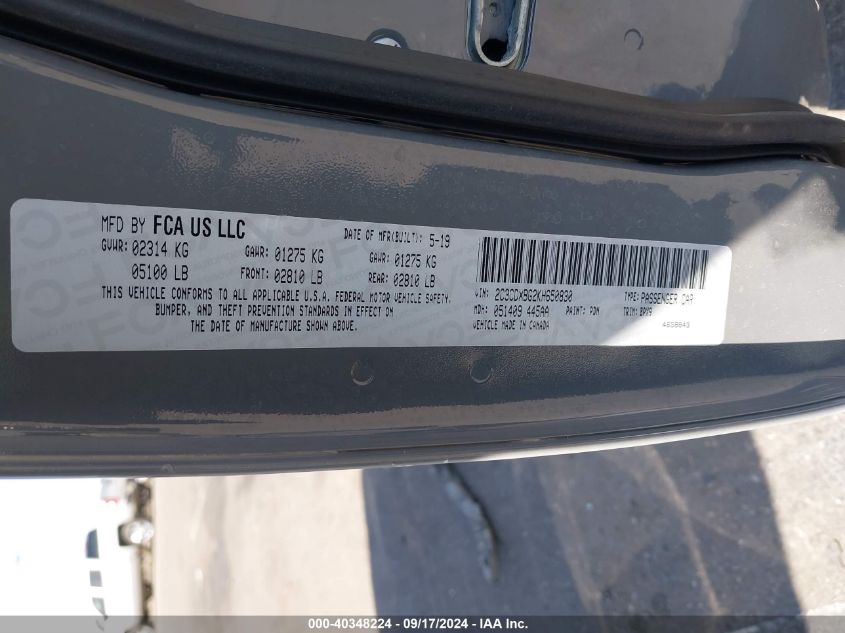 MFD BY FCA US LLC
DATE OF MFR(BUILT): 5-19
GVWR: 02314 KG
GAWR: 01275 KG
GAWR: 01275 KG
05100 LB
FRONT: 02810 LB
REAR: 02810 LB
THIS VEHICLE CONFORMS TO ALL APPLICABLE U.S.A. FEDERAL MOTOR VEHICLE SAFETY,
BUMPER, AND THEFT PREVENTION STANDARDS IN EFFECT ON
THE DATE OF MANUFACTURE SHOWN ABOVE.
VIN: 2C3CDXBG2KH650830
TYPE: PASSENGER CAR
MDH: 051409 445AA
PAINT: PDN
TRIM: BPM9
VEHICLE MADE IN CANADA
000-40348224 - 09/17/2024 - IAA Inc.